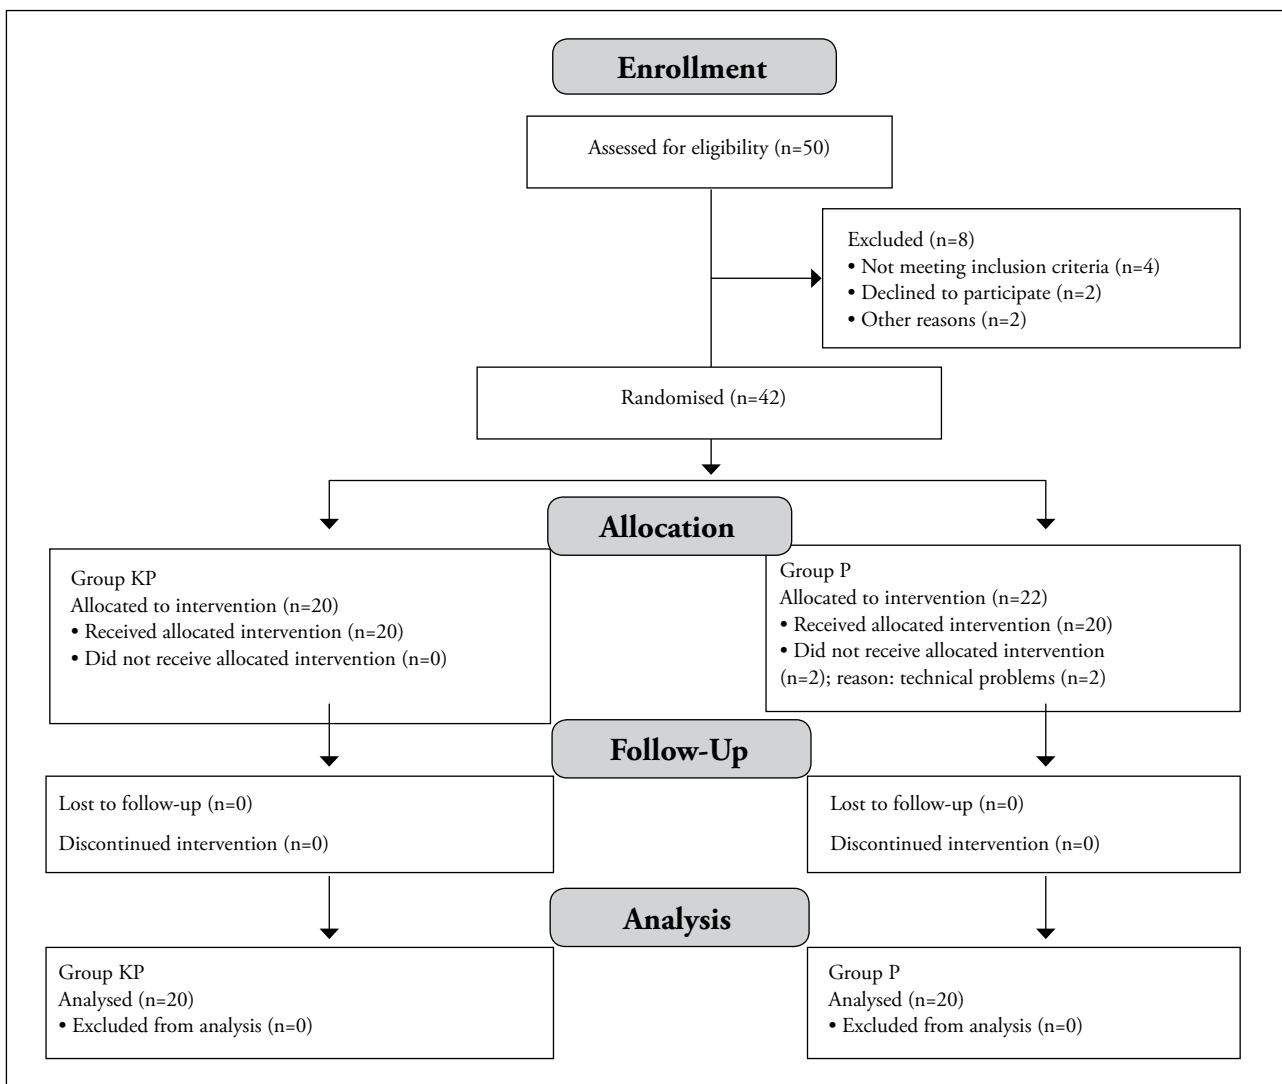 Enrollment
Assessed for eligibility (n=50)
Excluded (n=8)
• Not meeting inclusion criteria (n=4)
• Declined to participate (n=2)
• Other reasons (n=2)
Randomised (n=42)
Allocation
Group KP
Allocated to intervention (n=20)
• Received allocated intervention (n=20)
• Did not receive allocated intervention (n=0)
Group P
Allocated to intervention (n=22)
• Received allocated intervention (n=20)
• Did not receive allocated intervention
(n=2); reason: technical problems (n=2)
Follow-Up
Lost to follow-up (n=0)
Discontinued intervention (n=0)
Lost to follow-up (n=0)
Discontinued intervention (n=0)
Analysis
Group KP
Analysed (n=20)
• Excluded from analysis (n=0)
Group P
Analysed (n=20)
• Excluded from analysis (n=0)